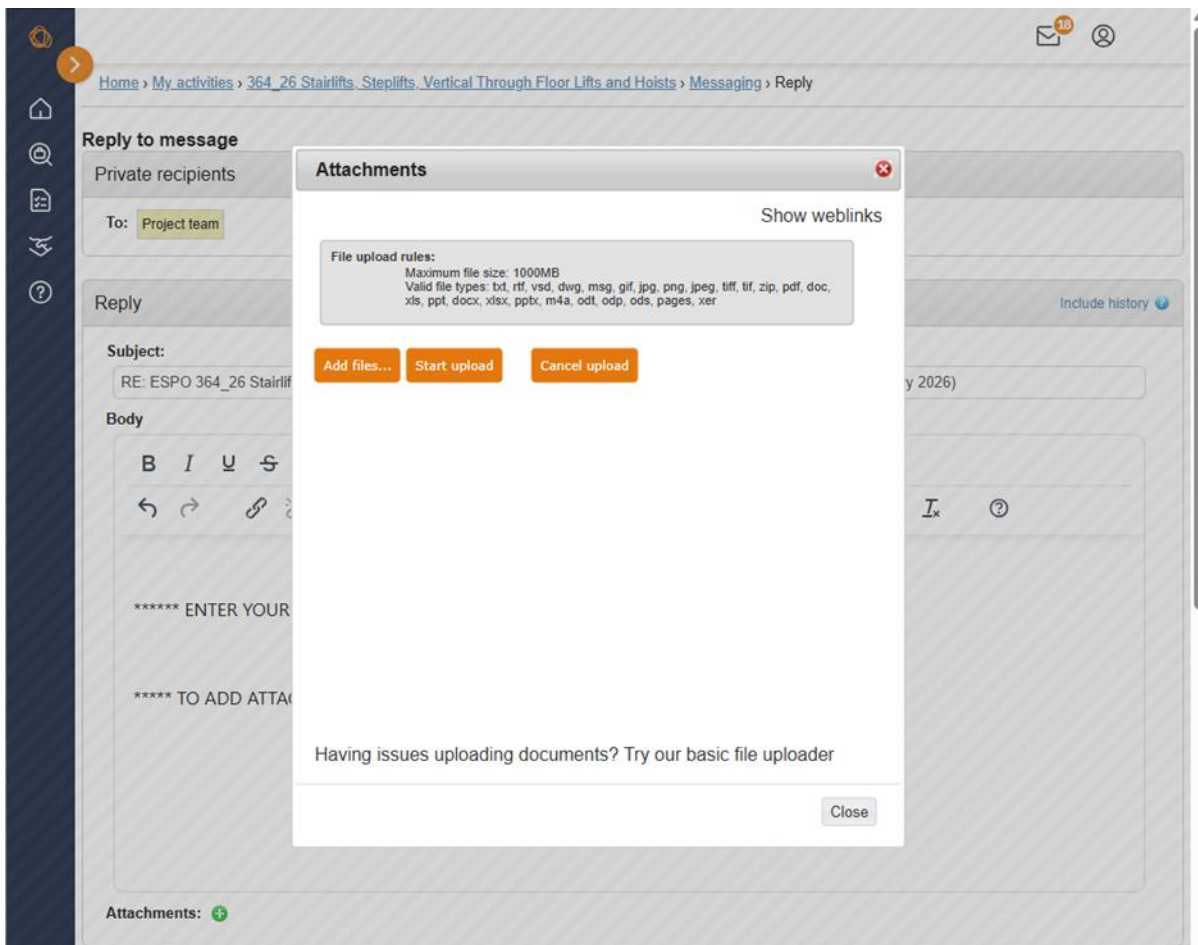 18
Home › My activities › 364_26 Stairlifts, Steplifts, Vertical Through Floor Lifts and Hoists › Messaging › Reply
Reply to message
Private recipients
To: Project team
Attachments
Show weblinks
File upload rules:
Maximum file size: 1000MB
Valid file types: txt, rtf, vsd, dwg, msg, gif, jpg, png, jpeg, tiff, tif, zip, pdf, doc,
xls, ppt, docx, xlsx, pptx, m4a, odt, odp, ods, pages, xer
Add files... Start upload Cancel upload
Reply
Include history
Subject:
RE: ESPO 364_26 Stairlif
y 2026)
Body
B I U S
Ix
****** ENTER YOUR
***** TO ADD ATTA
Having issues uploading documents? Try our basic file uploader
Close
Attachments: